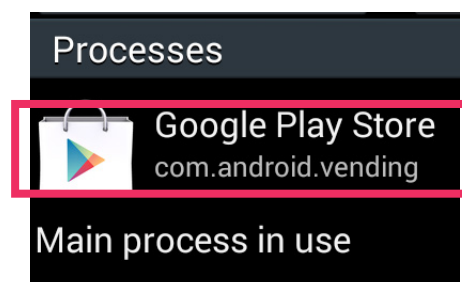 Processes
Google Play Store
com.android.vending
Main process in use